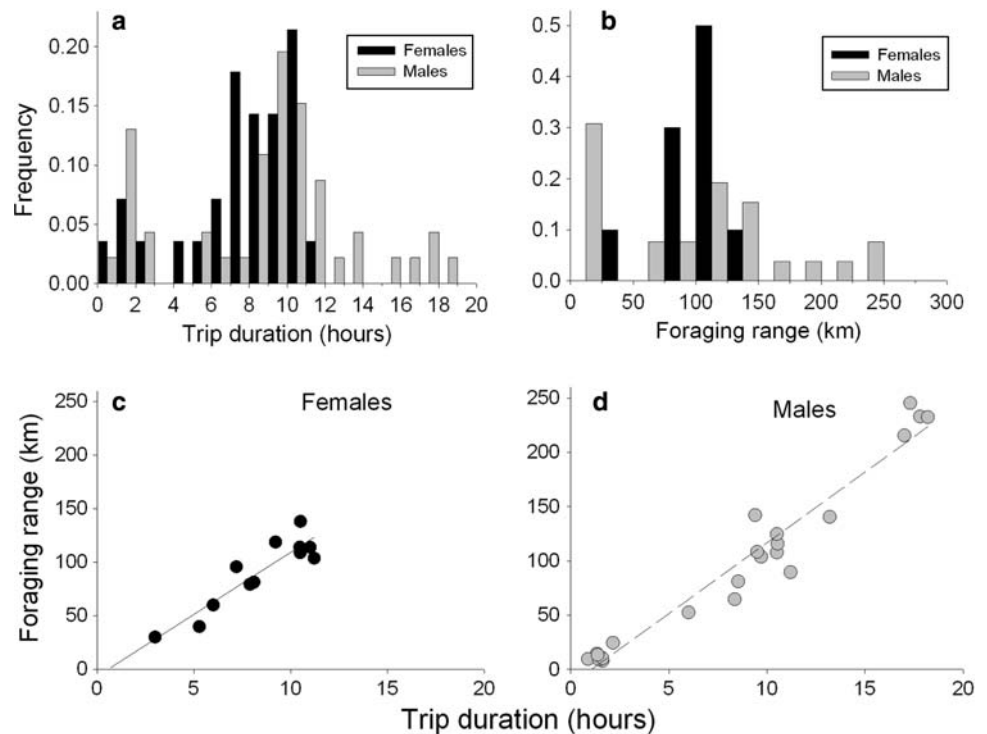 a
Females
Males
Frequency
0.20
0.15
0.10
0.05
0.00
0 2 4 6 8 10 12 14 16 18 20
Trip duration (hours)
b
Females
Males
0.5
0.3
0.5
0.3
0.1
0.0
0 50 100 150 200 250 300
Foraging range (km)
c
Females
Foraging range (km)
250
200
150
100
50
0
0 5 10 15 20
d
Males
250
200
150
100
50
0
0 5 10 15 20
Trip duration (hours)